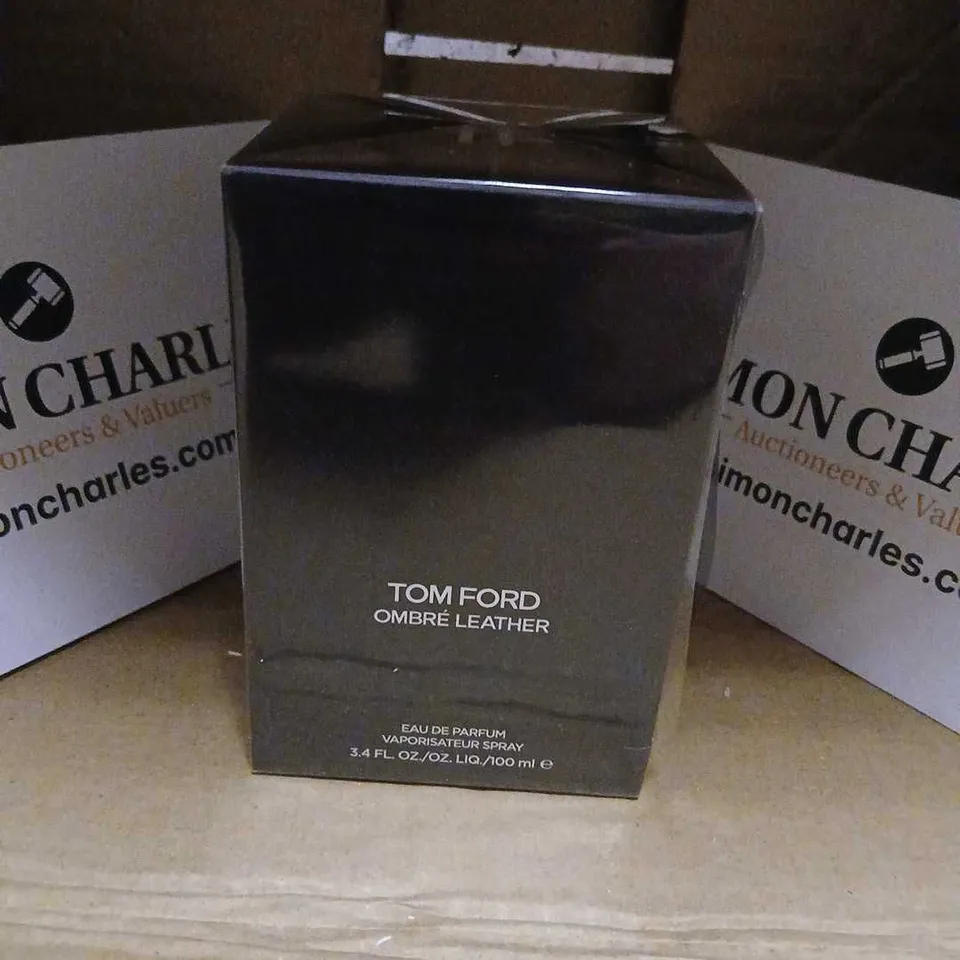 N CHARL
oneers & Valuers
oncharles.com
TOM FORD
OMBRÉ LEATHER
EAU DE PARFUM
VAPORISATEUR SPRAY
3.4 FL. OZ./OZ. LIQ./100 ml ℮
MON CHA
Auctioneers & Val
imoncharles.c